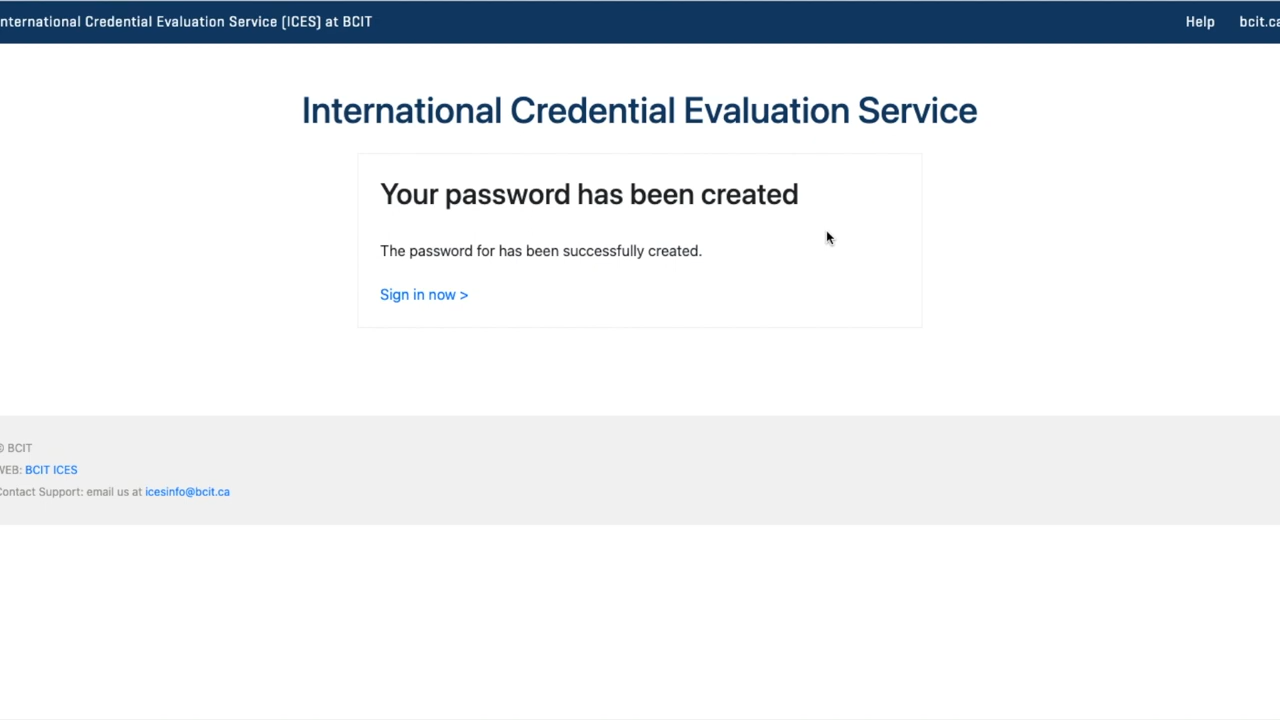 nternational Credential Evaluation Service (ICES) at BCIT
Help
bcit.ca
International Credential Evaluation Service
Your password has been created
The password for has been successfully created.
Sign in now >
© BCIT
WEB: BCIT ICES
Contact Support: email us at icesinfo@bcit.ca